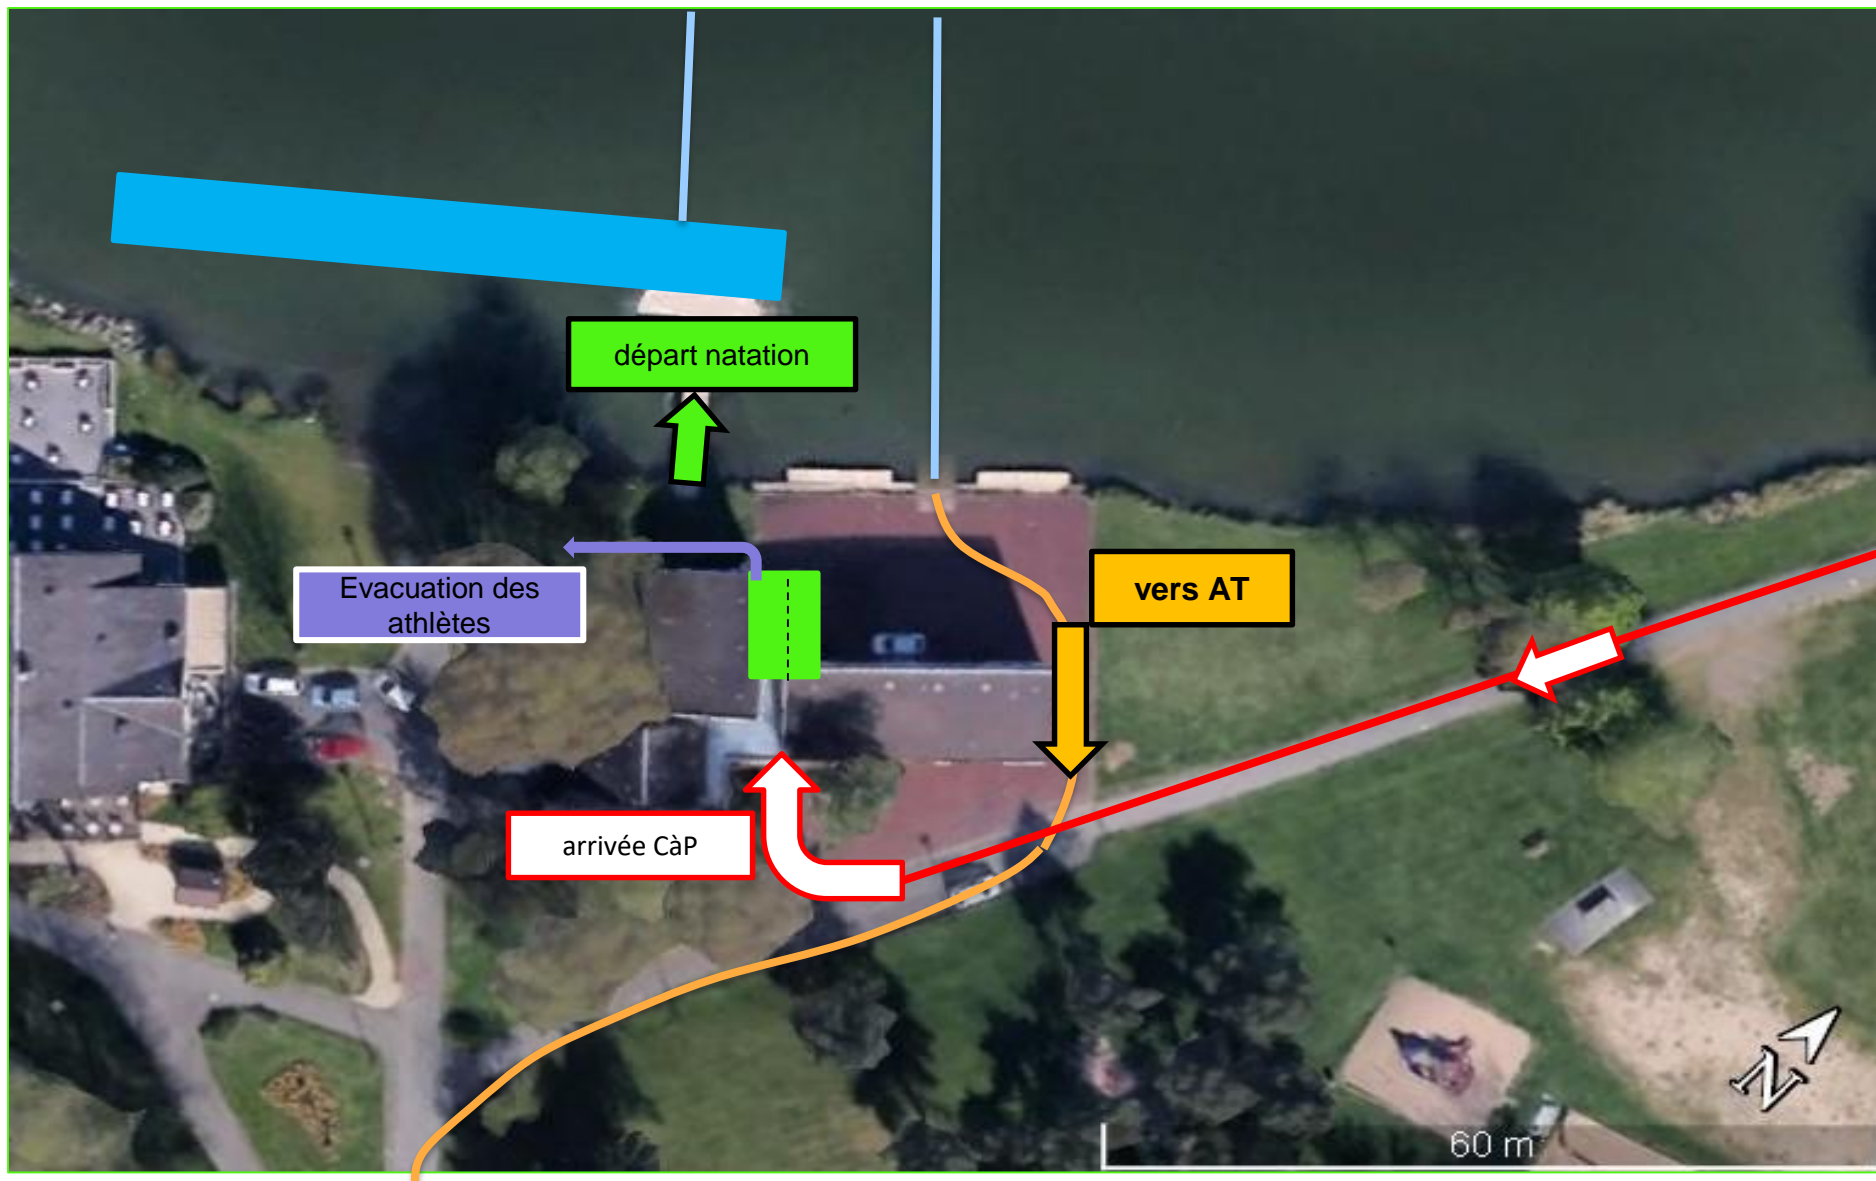 départ natation
Evacuation des
athlètes
vers AT
arrivée CàP
N
60 m